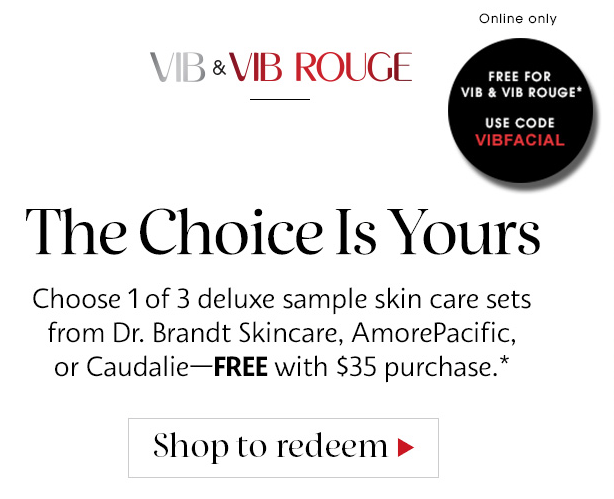 Online only
VIB & VIB ROUGE
FREE FOR
VIB & VIB ROUGE*
USE CODE
VIBFACIAL
The Choice Is Yours
Choose 1 of 3 deluxe sample skin care sets
from Dr. Brandt Skincare, AmorePacific,
or Caudalie—FREE with $35 purchase.*
Shop to redeem